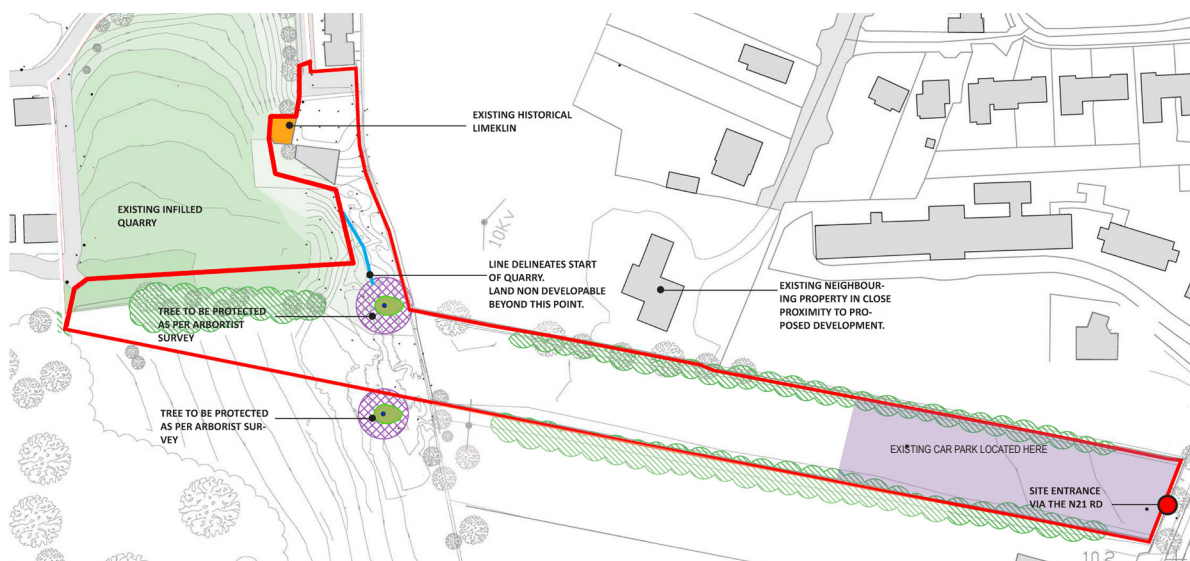 EXISTING HISTORICAL
LIMEKLIN
EXISTING INFILLED
QUARRY
10Kv
LINE DELINEATES START
OF QUARRY.
LAND NON DEVELOPABLE
BEYOND THIS POINT.
EXISTING NEIGHBOUR-
ING PROPERTY IN CLOSE
PROXIMITY TO PRO-
POSED DEVELOPMENT.
TREE TO BE PROTECTED
AS PER ARBORTIST
SURVEY
TREE TO BE PROTECTED
AS PER ARBORIST SUR-
VEY
EXISTING CAR PARK LOCATED HERE
SITE ENTRANCE
VIA THE N21 RD